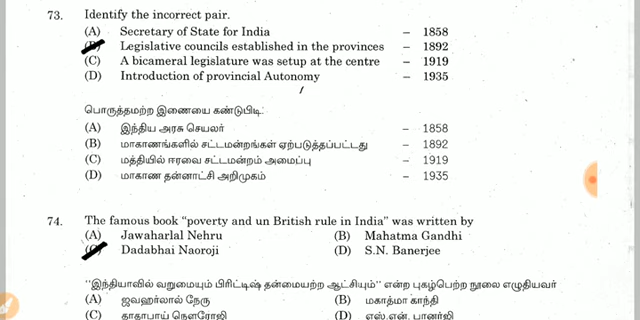 73. Identify the incorrect pair.
(A) Secretary of State for India – 1858
(B) Legislative councils established in the provinces – 1892
(C) A bicameral legislature was setup at the centre – 1919
(D) Introduction of provincial Autonomy – 1935
பொருத்தமற்ற இணையை கண்டுபிடி:
(A) இந்திய அரசு செயலர் – 1858
(B) மாகாணங்களில் சட்டமன்றங்கள் ஏற்படுத்தப்பட்டது – 1892
(C) மத்தியில் ஈரவை சட்டமன்றம் அமைப்பு – 1919
(D) மாகாண தன்னாட்சி அறிமுகம் – 1935
74. The famous book “poverty and un British rule in India” was written by
(A) Jawaharlal Nehru (B) Mahatma Gandhi
(C) Dadabhai Naoroji (D) S.N. Banerjee
"இந்தியாவில் வறுமையும் பிரிட்டிஷ் தன்மையற்ற ஆட்சியும்" என்ற புகழ்பெற்ற நூலை எழுதியவர்
(A) ஜவஹர்லால் நேரு (B) மகாத்மா காந்தி
(C) தாதாபாய் நௌரோஜி (D) எஸ்.என். பானர்ஜி